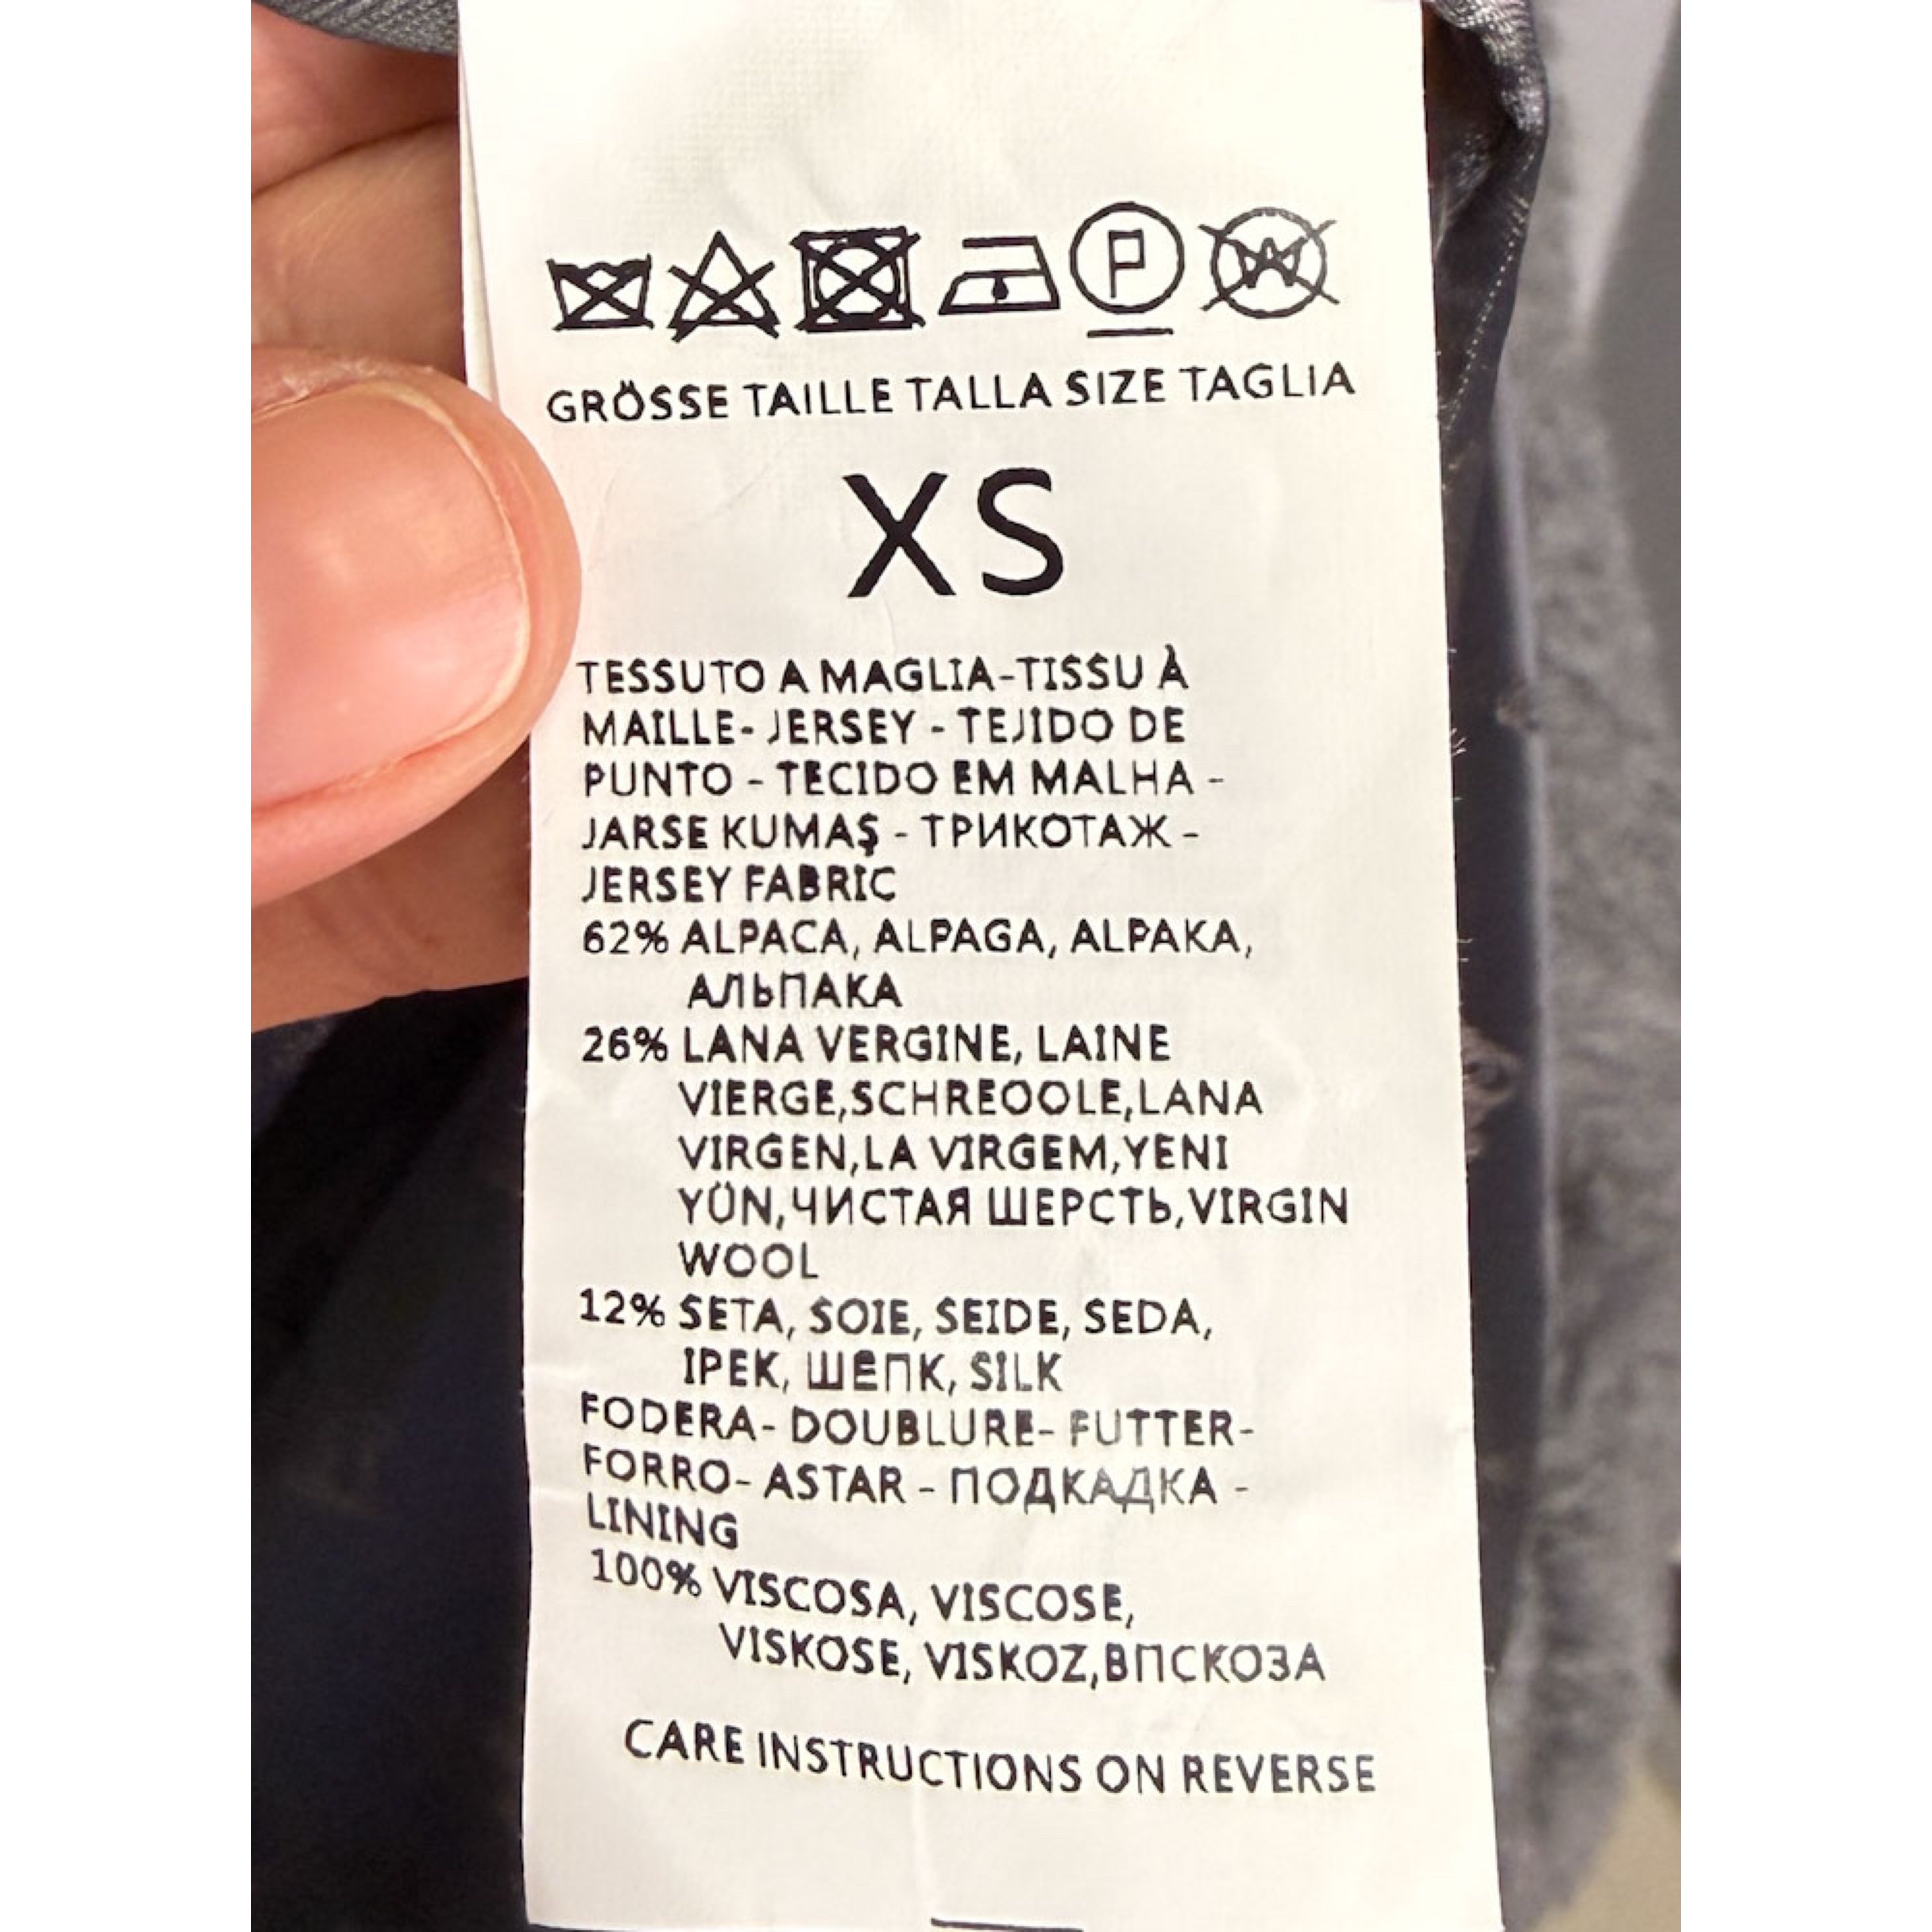 P
W
GRÖSSE TAILLE TALLA SIZE TAGLIA
XS
TESSUTO A MAGLIA-TISSU À
MAILLE- JERSEY - TEJIDO DE
PUNTO - TECIDO EM MALHA -
JARSE KUMAŞ - ТРИКОТАЖ -
JERSEY FABRIC
62% ALPACA, ALPAGA, ALPAKA,
АЛЬПАКА
26% LANA VERGINE, LAINE
VIERGE,SCHREOOLE,LANA
VIRGEN,LA VIRGEM,YENI
YÜN,ЧИСТАЯ ШЕРСТЬ,VIRGIN
WOOL
12% SETA, SOIE, SEIDE, SEDA,
IPEK, ШЕПК, SILK
FODERA- DOUBLURE- FUTTER-
FORRO- ASTAR - ПОДКАДКА -
LINING
100% VISCOSA, VISCOSE,
VISKOSE, VISKOZ,ВПСКОЗА
CARE INSTRUCTIONS ON REVERSE